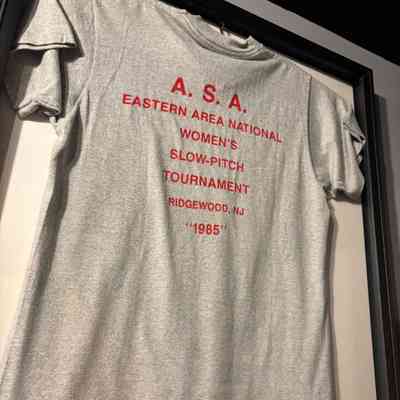 A. S. A.
EASTERN AREA NATIONAL
WOMEN'S
SLOW-PITCH
TOURNAMENT
RIDGEWOOD, NJ
"1985"